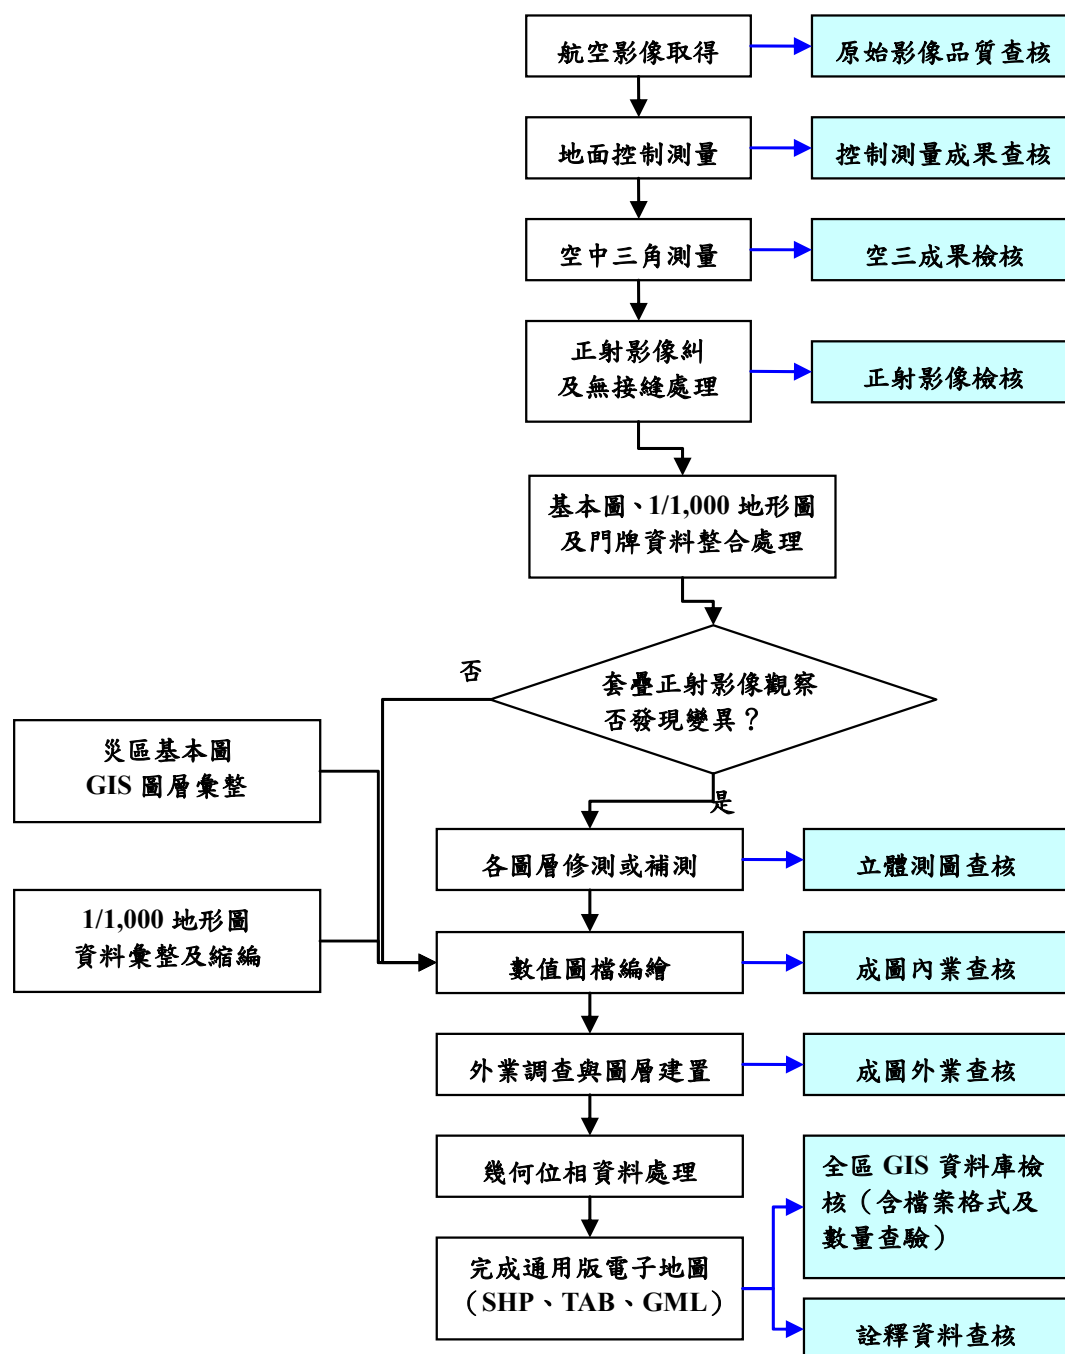 航空影像取得
原始影像品質查核
地面控制測量
控制測量成果查核
空中三角測量
空三成果檢核
正射影像糾
及無接縫處理
正射影像檢核
基本圖、1/1,000 地形圖
及門牌資料整合處理
否
套疊正射影像觀察
否發現變異？
災區基本圖
GIS 圖層彙整
是
各圖層修測或補測
立體測圖查核
1/1,000 地形圖
資料彙整及縮編
數值圖檔編繪
成圖內業查核
外業調查與圖層建置
成圖外業查核
幾何位相資料處理
全區 GIS 資料庫檢
核（含檔案格式及
數量查驗）
完成通用版電子地圖
（SHP、TAB、GML）
詮釋資料查核